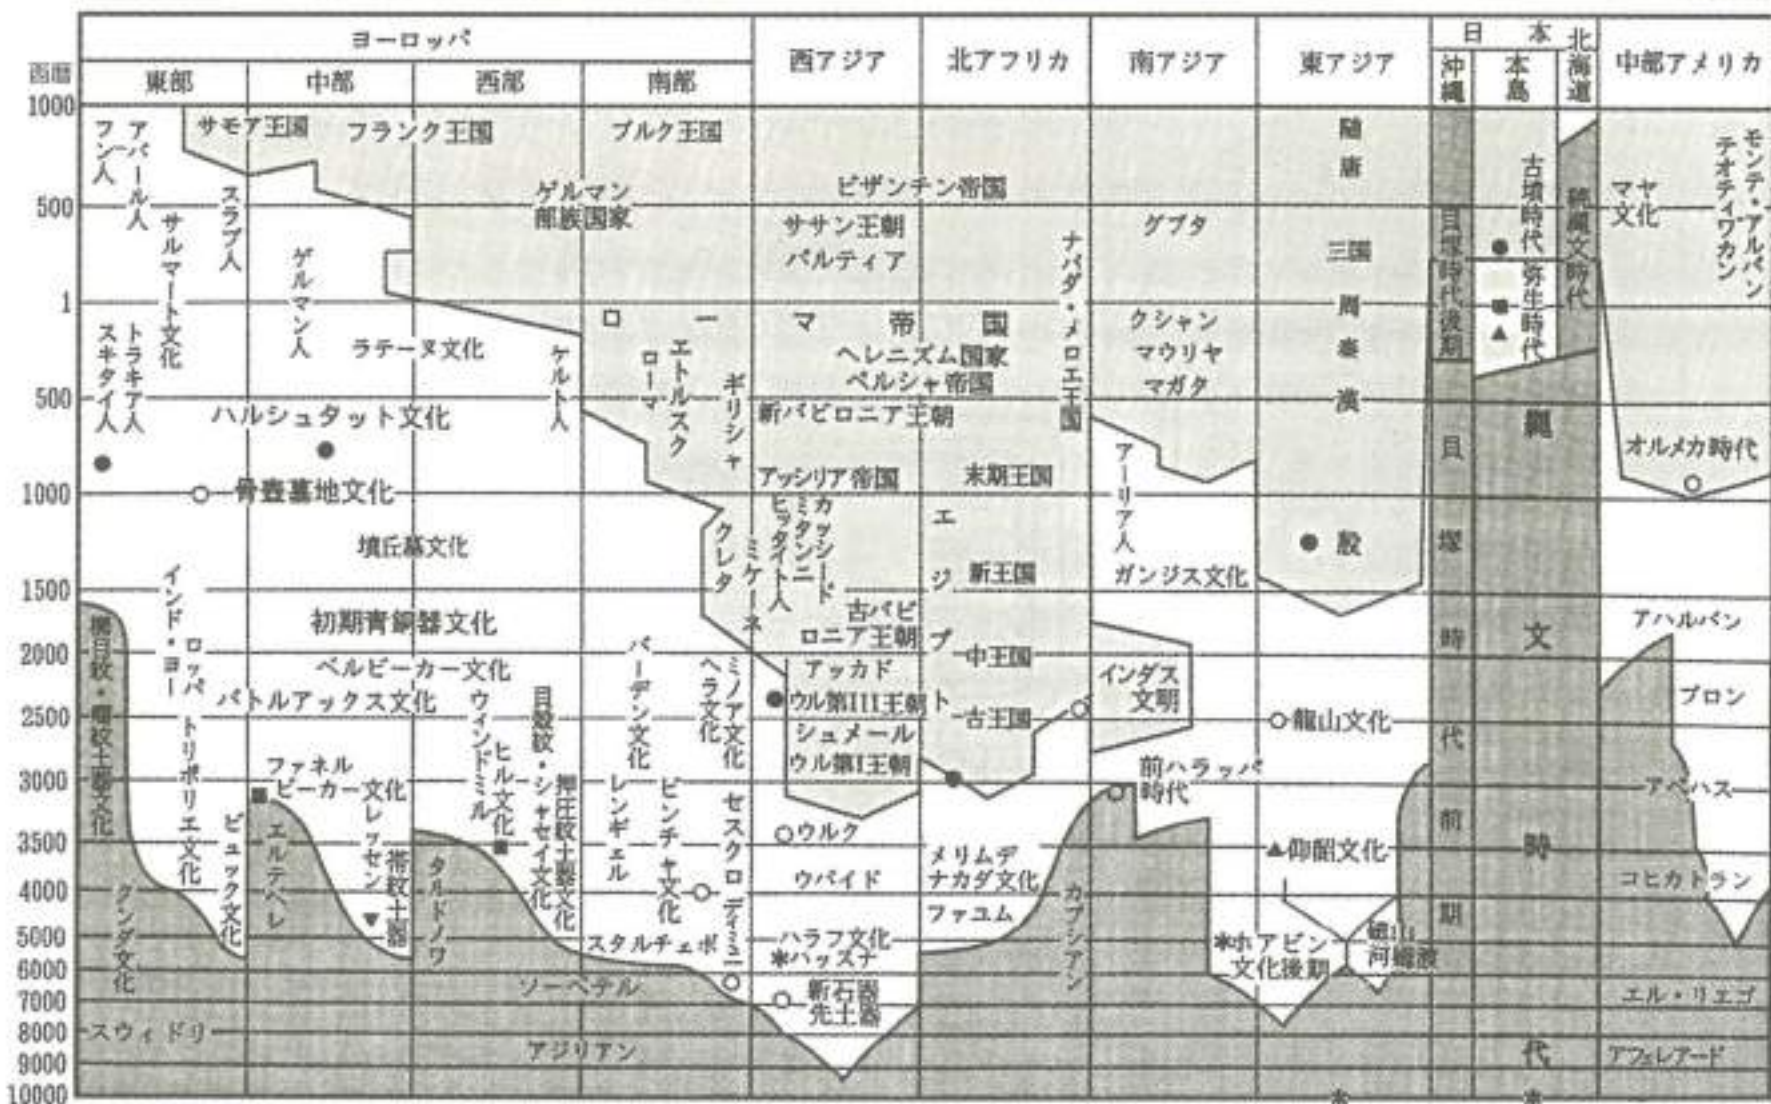 ヨーロッパ
西アジア
北アフリカ
南アジア
東アジア
日本
中部アメリカ
西暦
東部
中部
西部
南部
沖縄
本島
北海道
1000
500
1
500
1000
1500
2000
2500
3000
3500
4000
5000
6000
7000
8000
9000
10000
フン人
アバール人
サモア王国
スラブ人
サルマート文化
トラキア人
スキタイ人
インド・ヨー
ロッパ
トリポリエ文化
櫛目紋・櫛紋土器文化
ビュック文化
クンダ文化
スウィドリ
フランク王国
ゲルマン人
ラテーヌ文化
ハルシュタット文化
骨壺墓地文化
墳丘墓文化
初期青銅器文化
ベルビーカー文化
バトルアックス文化
ファネル
ビーカー文化
レッセン
エルテベレ
帯紋土器
ゲルマン
部族国家
ケルト人
ウィンドミル
ヒル文化
貝殻紋・シャセイ文化
押圧紋土器文化
タルドノワ
ソーベテル
アジリアン
ブルク王国
ローマ帝国
ローマ
エトルスク
ギリシャ
クレタ
ミケーネ
バーデン文化
ヘラ文化
ミノア文化
レンギェル
ビンチャ文化
セスクロ
ディミニ
スタルチェボ
ビザンチン帝国
ササン王朝
パルティア
ヘレニズム国家
ペルシャ帝国
新バビロニア王朝
アッシリア帝国
ヒッタイト人
ミタンニ
カッシード
古バビ
ロニア王朝
アッカド
ウル第III王朝
シュメール
ウル第I王朝
ウルク
ウバイド
ハラフ文化
*ハッスナ
新石器
先土器
ナパダ・メロエ王国
末期王国
エジプト
新王国
中王国
古王国
メリムデ
ナカダ文化
ファユム
カプシアン
グプタ
クシャン
マウリヤ
マガタ
アーリア人
ガンジス文化
インダス
文明
前ハラッパ
時代
隨
唐
三国
周
秦
漢
殷
龍山文化
仰韶文化
*ホアビン
文化後期
磁山
河姆渡
*
貝塚時代後期
貝塚時代前期
古墳時代
弥生時代
縄文時代
*
続縄文時代
マヤ
文化
テオティワカン
モンテ・アルバン
オルメカ時代
アハルパン
プロン
アベハス
コヒカトラン
エル・リエゴ
アフェレアード